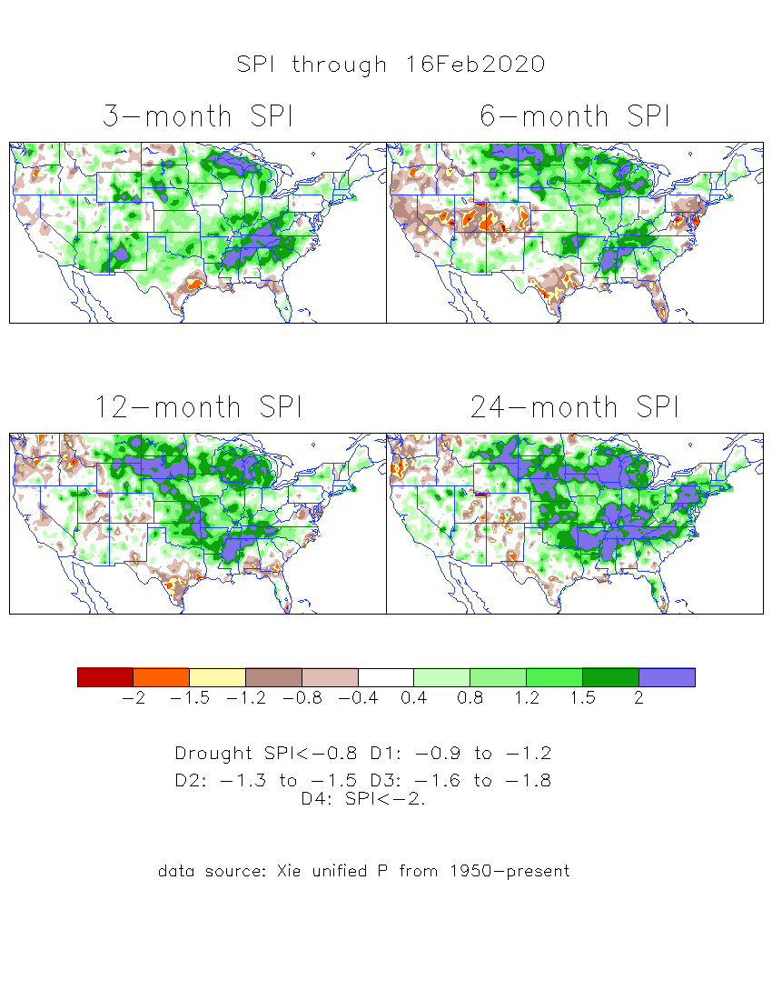 SPI through 16Feb2020
3-month SPI
6-month SPI
12-month SPI
24-month SPI
-2 -1.5 -1.2 -0.8 -0.4 0.4 0.8 1.2 1.5 2
Drought SPI<-0.8 D1: -0.9 to -1.2
D2: -1.3 to -1.5 D3: -1.6 to -1.8
D4: SPI<-2.
data source: Xie unified P from 1950-present